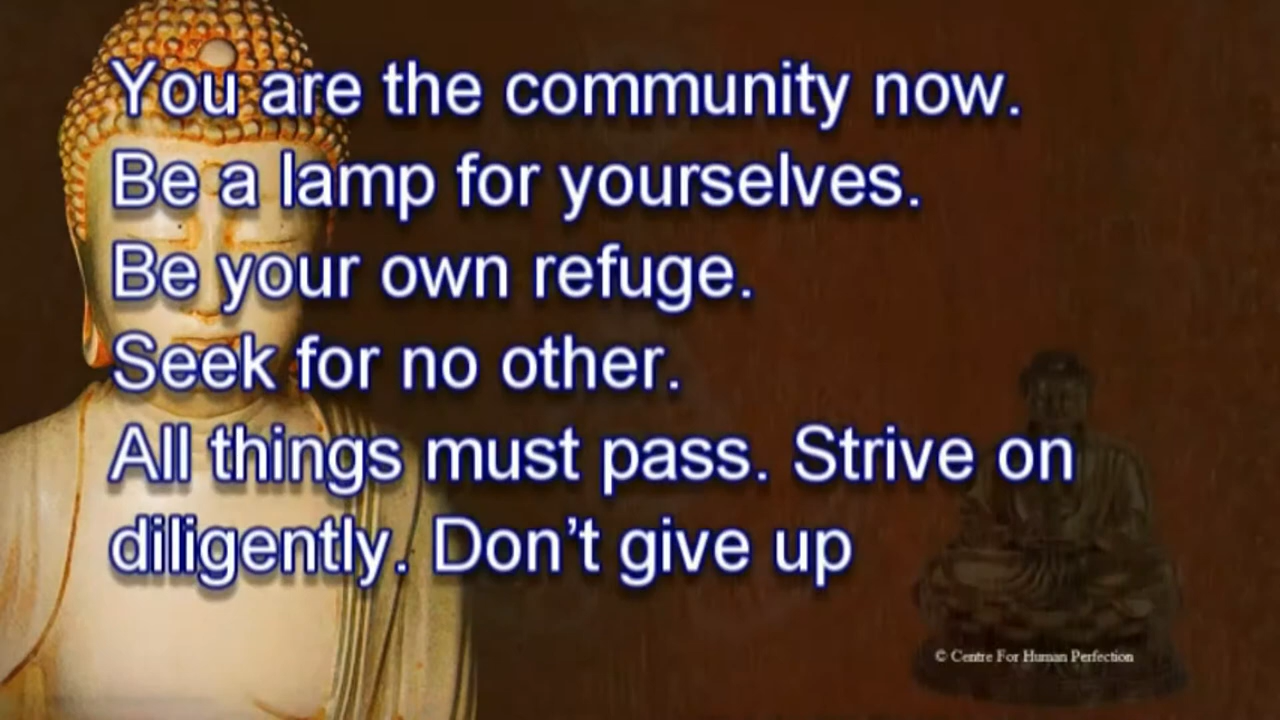 You are the community now.
Be a lamp for yourselves.
Be your own refuge.
Seek for no other.
All things must pass. Strive on
diligently. Don’t give up
© Centre For Human Perfection